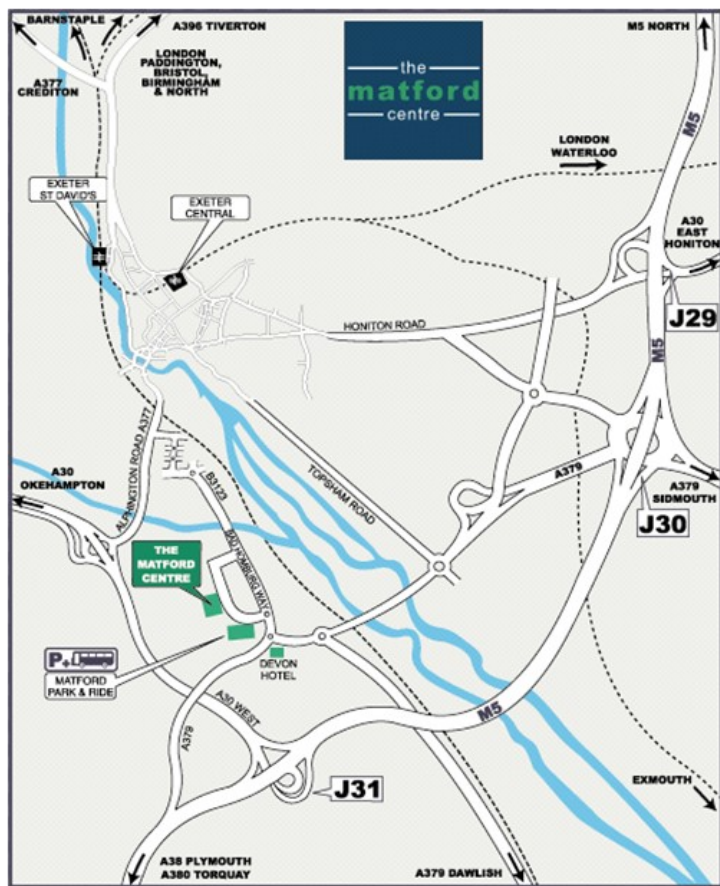 BARNSTAPLE
A396 TIVERTON
M5 NORTH
LONDON
PADDINGTON,
BRISTOL,
BIRMINGHAM
& NORTH
A377
CREDITON
the
matford
centre
M5
LONDON
WATERLOO
EXETER
ST DAVID'S
EXETER
CENTRAL
A30
EAST
HONITON
J29
HONITON ROAD
M5
A30
OKEHAMPTON
ALPHINGTON ROAD A377
B3123
TOPSHAM ROAD
A379
A379
SIDMOUTH
J30
THE
MATFORD
CENTRE
BAD HOMBURG WAY
P+
MATFORD
PARK & RIDE
DEVON
HOTEL
A30 WEST
A379
M5
J31
EXMOUTH
A38 PLYMOUTH
A380 TORQUAY
A379 DAWLISH